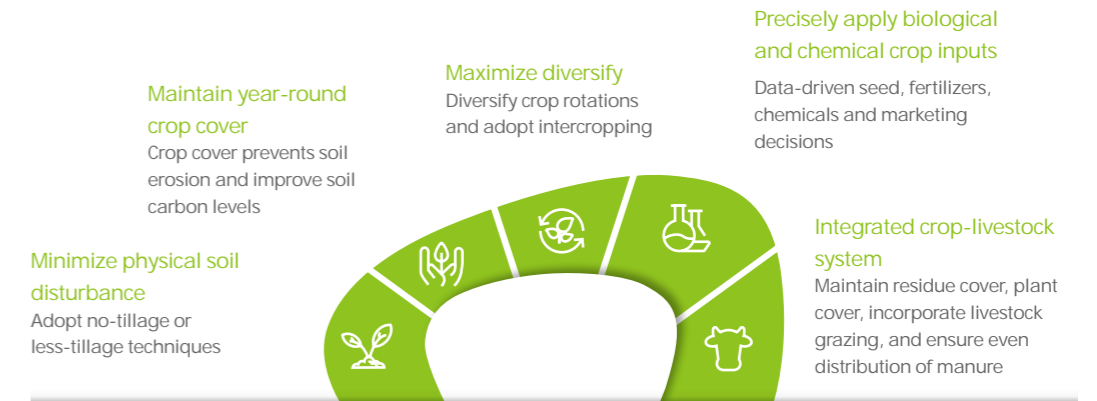 Minimize physical soil
disturbance
Adopt no-tillage or
less-tillage techniques
Maintain year-round
crop cover
Crop cover prevents soil
erosion and improve soil
carbon levels
Maximize diversify
Diversify crop rotations
and adopt intercropping
Precisely apply biological
and chemical crop inputs
Data-driven seed, fertilizers,
chemicals and marketing
decisions
Integrated crop-livestock
system
Maintain residue cover, plant
cover, incorporate livestock
grazing, and ensure even
distribution of manure